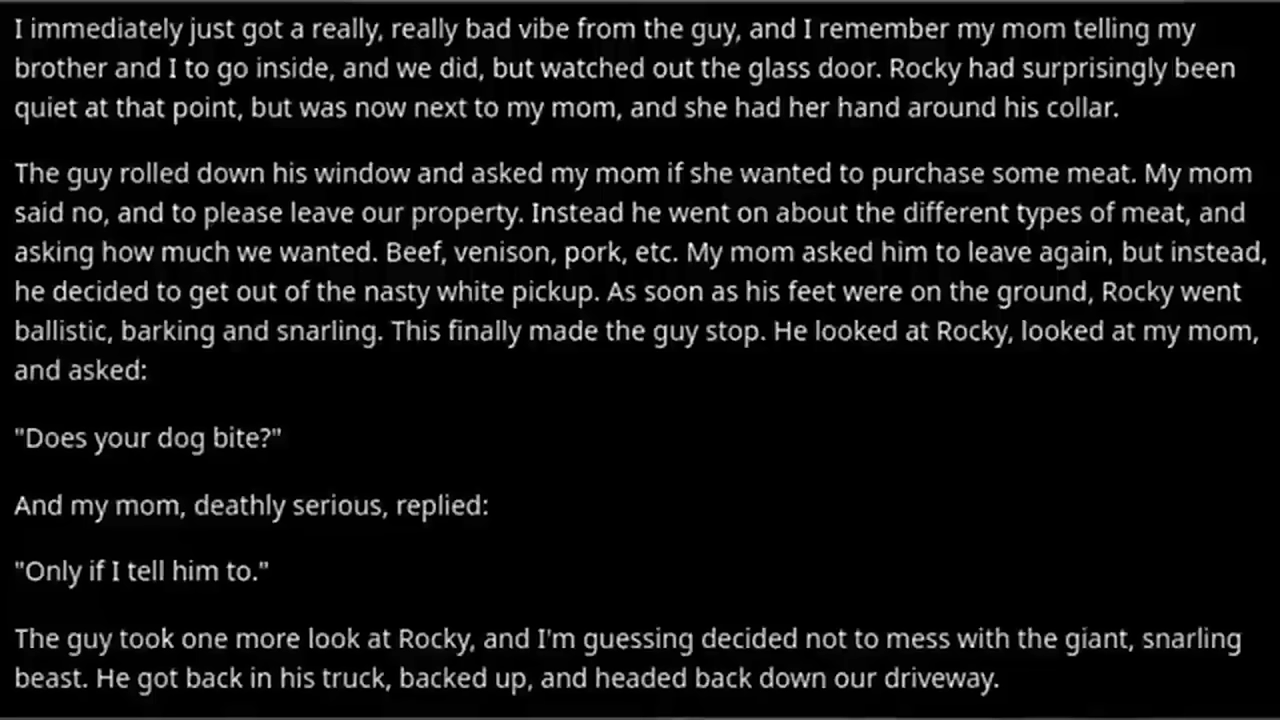 I immediately just got a really, really bad vibe from the guy, and I remember my mom telling my
brother and I to go inside, and we did, but watched out the glass door. Rocky had surprisingly been
quiet at that point, but was now next to my mom, and she had her hand around his collar.
The guy rolled down his window and asked my mom if she wanted to purchase some meat. My mom
said no, and to please leave our property. Instead he went on about the different types of meat, and
asking how much we wanted. Beef, venison, pork, etc. My mom asked him to leave again, but instead,
he decided to get out of the nasty white pickup. As soon as his feet were on the ground, Rocky went
ballistic, barking and snarling. This finally made the guy stop. He looked at Rocky, looked at my mom,
and asked:
"Does your dog bite?"
And my mom, deathly serious, replied:
"Only if I tell him to."
The guy took one more look at Rocky, and I'm guessing decided not to mess with the giant, snarling
beast. He got back in his truck, backed up, and headed back down our driveway.